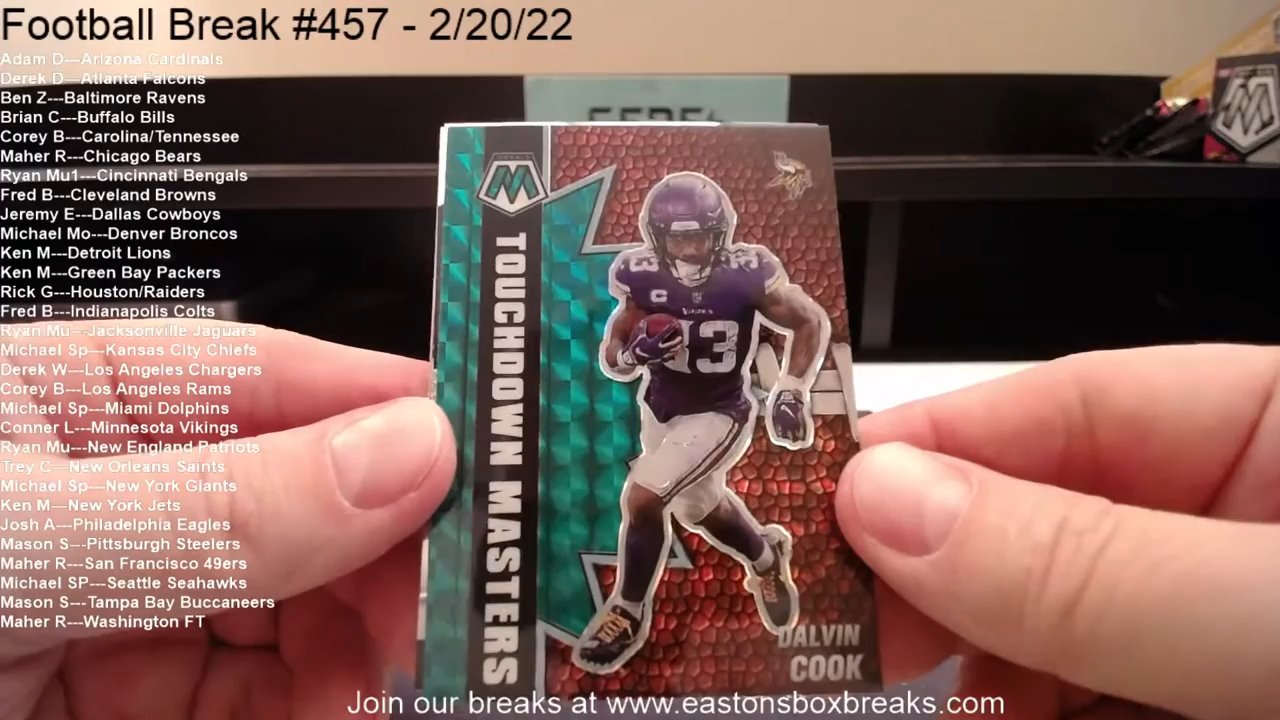 Football Break #457 - 2/20/22
Adam D---Arizona Cardinals
Derek D---Atlanta Falcons
Ben Z---Baltimore Ravens
Brian C---Buffalo Bills
Corey B---Carolina/Tennessee
Maher R---Chicago Bears
Ryan Mu1---Cincinnati Bengals
Fred B---Cleveland Browns
Jeremy E---Dallas Cowboys
Michael Mo---Denver Broncos
Ken M---Detroit Lions
Ken M---Green Bay Packers
Rick G---Houston/Raiders
Fred B---Indianapolis Colts
Ryan Mu---Jacksonville Jaguars
Michael Sp---Kansas City Chiefs
Derek W---Los Angeles Chargers
Corey B---Los Angeles Rams
Michael Sp---Miami Dolphins
Conner L---Minnesota Vikings
Ryan Mu---New England Patriots
Trey C---New Orleans Saints
Michael Sp---New York Giants
Ken M---New York Jets
Josh A---Philadelphia Eagles
Mason S---Pittsburgh Steelers
Maher R---San Francisco 49ers
Michael SP---Seattle Seahawks
Mason S---Tampa Bay Buccaneers
Maher R---Washington FT
M
TOUCHDOWN MASTERS
33
33
C
VIKINGS
33
DALVIN
COOK
Join our breaks at www.eastonsboxbreaks.com